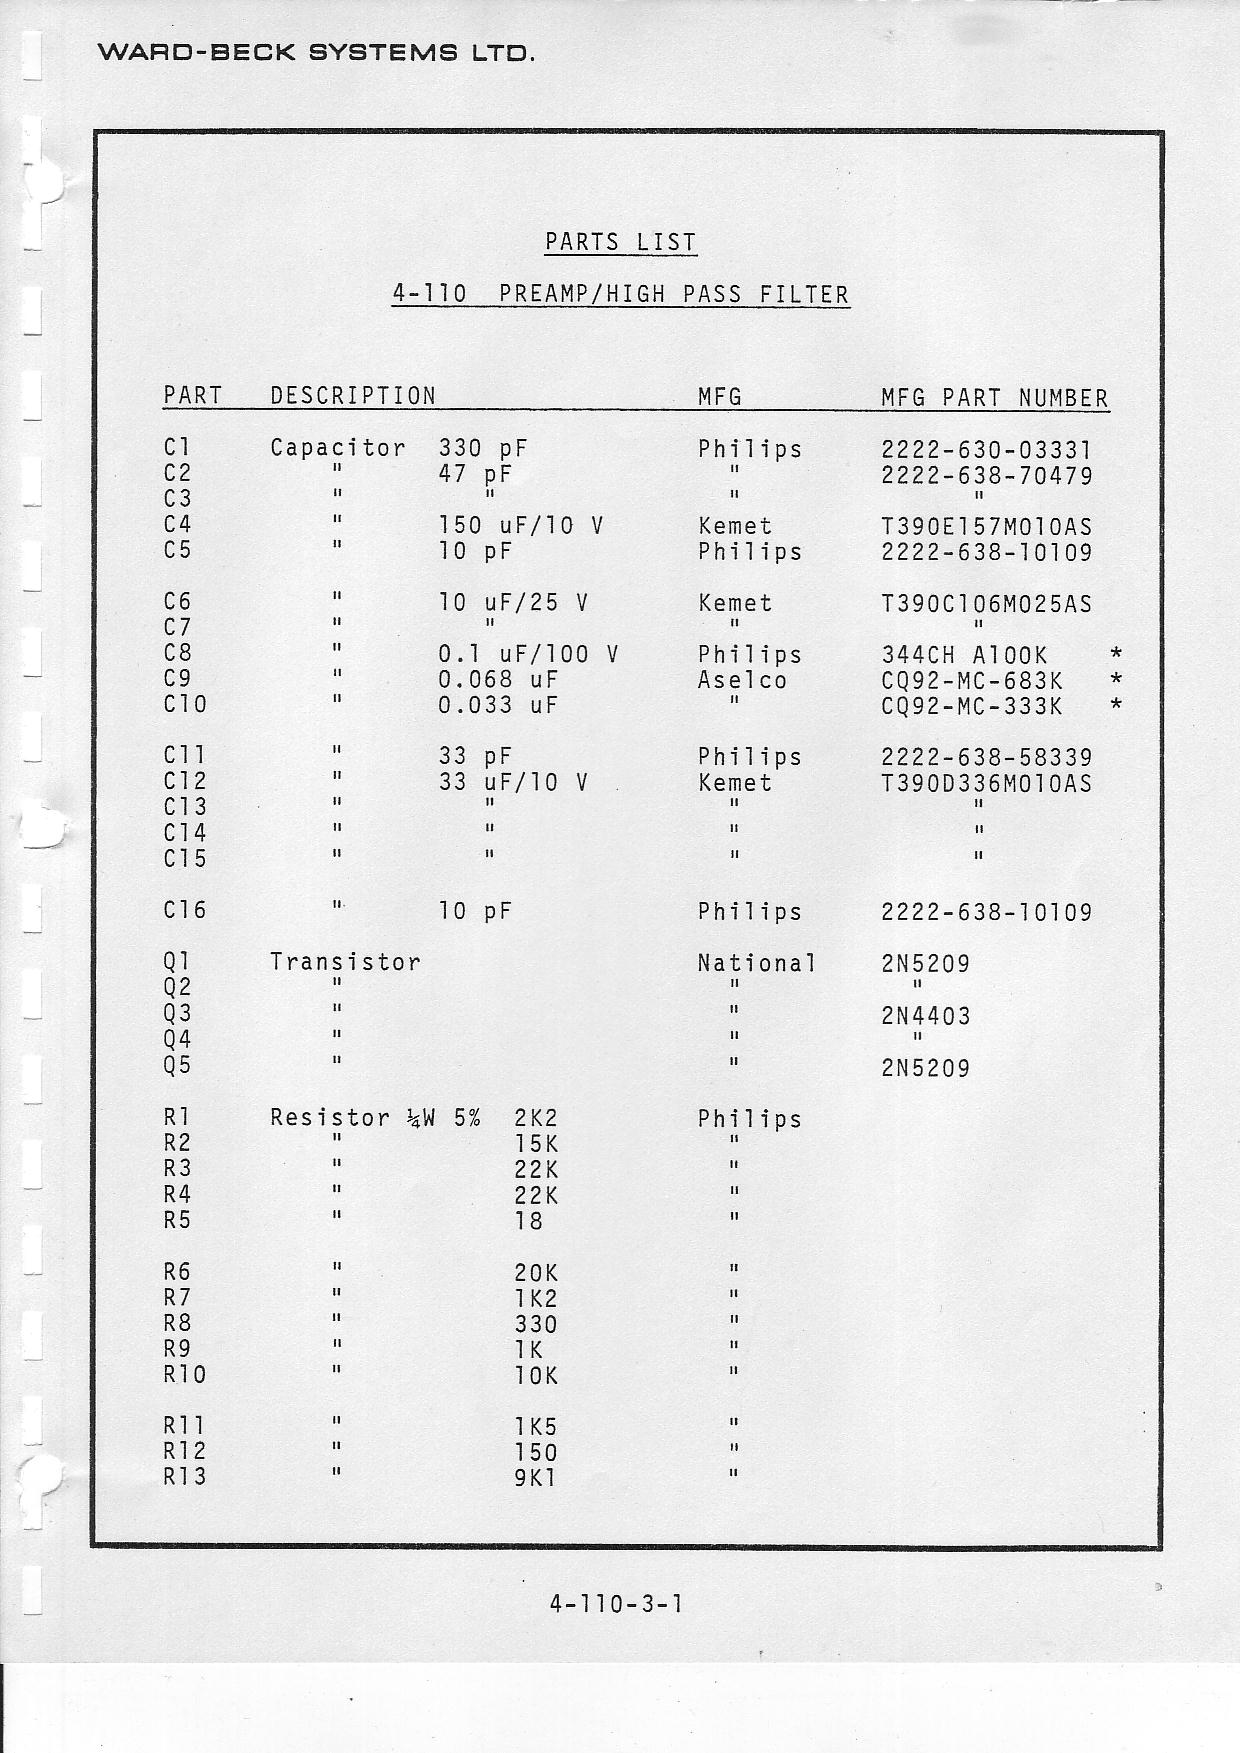 WARD-BECK SYSTEMS LTD.
PARTS LIST
4-110 PREAMP/HIGH PASS FILTER
PART DESCRIPTION MFG MFG PART NUMBER
C1 Capacitor 330 pF Philips 2222-630-03331
C2 " 47 pF " 2222-638-70479
C3 " " " "
C4 " 150 uF/10 V Kemet T390E157M010AS
C5 " 10 pF Philips 2222-638-10109
C6 " 10 uF/25 V Kemet T390C106M025AS
C7 " " " "
C8 " 0.1 uF/100 V Philips 344CH A100K *
C9 " 0.068 uF Aselco CQ92-MC-683K *
C10 " 0.033 uF " CQ92-MC-333K *
C11 " 33 pF Philips 2222-638-58339
C12 " 33 uF/10 V Kemet T390D336M010AS
C13 " " " "
C14 " " " "
C15 " " " "
C16 " 10 pF Philips 2222-638-10109
Q1 Transistor National 2N5209
Q2 " " "
Q3 " " 2N4403
Q4 " " "
Q5 " " 2N5209
R1 Resistor ¼W 5% 2K2 Philips
R2 " 15K "
R3 " 22K "
R4 " 22K "
R5 " 18 "
R6 " 20K "
R7 " 1K2 "
R8 " 330 "
R9 " 1K "
R10 " 10K "
R11 " 1K5 "
R12 " 150 "
R13 " 9K1 "
4-110-3-1